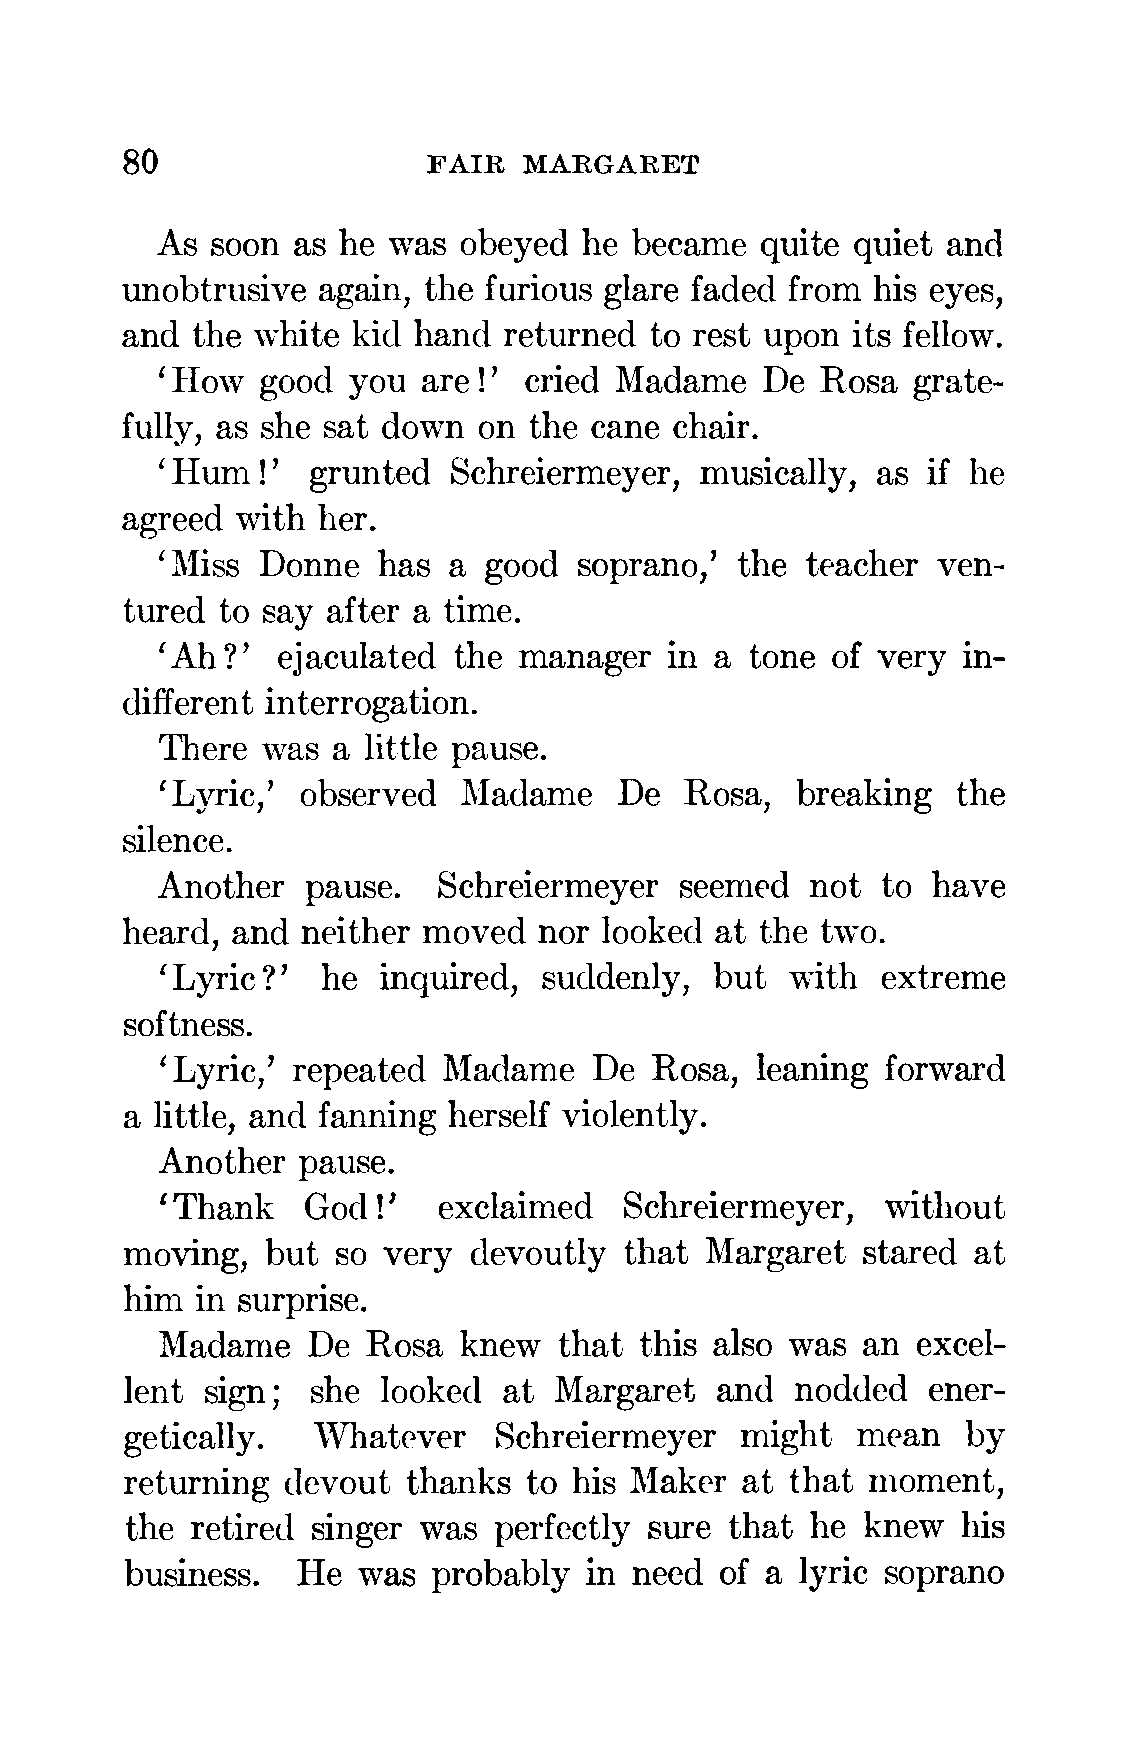 80 FAIR MARGARET
As soon as he was obeyed he became quite quiet and
unobtrusive again, the furious glare faded from his eyes,
and the white kid hand returned to rest upon its fellow.
‘How good you are!’ cried Madame De Rosa grate-
fully, as she sat down on the cane chair.
‘Hum!’ grunted Schreiermeyer, musically, as if he
agreed with her.
‘Miss Donne has a good soprano,’ the teacher ven-
tured to say after a time.
‘Ah?’ ejaculated the manager in a tone of very in-
different interrogation.
There was a little pause.
‘Lyric,’ observed Madame De Rosa, breaking the
silence.
Another pause. Schreiermeyer seemed not to have
heard, and neither moved nor looked at the two.
‘Lyric?’ he inquired, suddenly, but with extreme
softness.
‘Lyric,’ repeated Madame De Rosa, leaning forward
a little, and fanning herself violently.
Another pause.
‘Thank God!’ exclaimed Schreiermeyer, without
moving, but so very devoutly that Margaret stared at
him in surprise.
Madame De Rosa knew that this also was an excel-
lent sign; she looked at Margaret and nodded ener-
getically. Whatever Schreiermeyer might mean by
returning devout thanks to his Maker at that moment,
the retired singer was perfectly sure that he knew his
business. He was probably in need of a lyric soprano